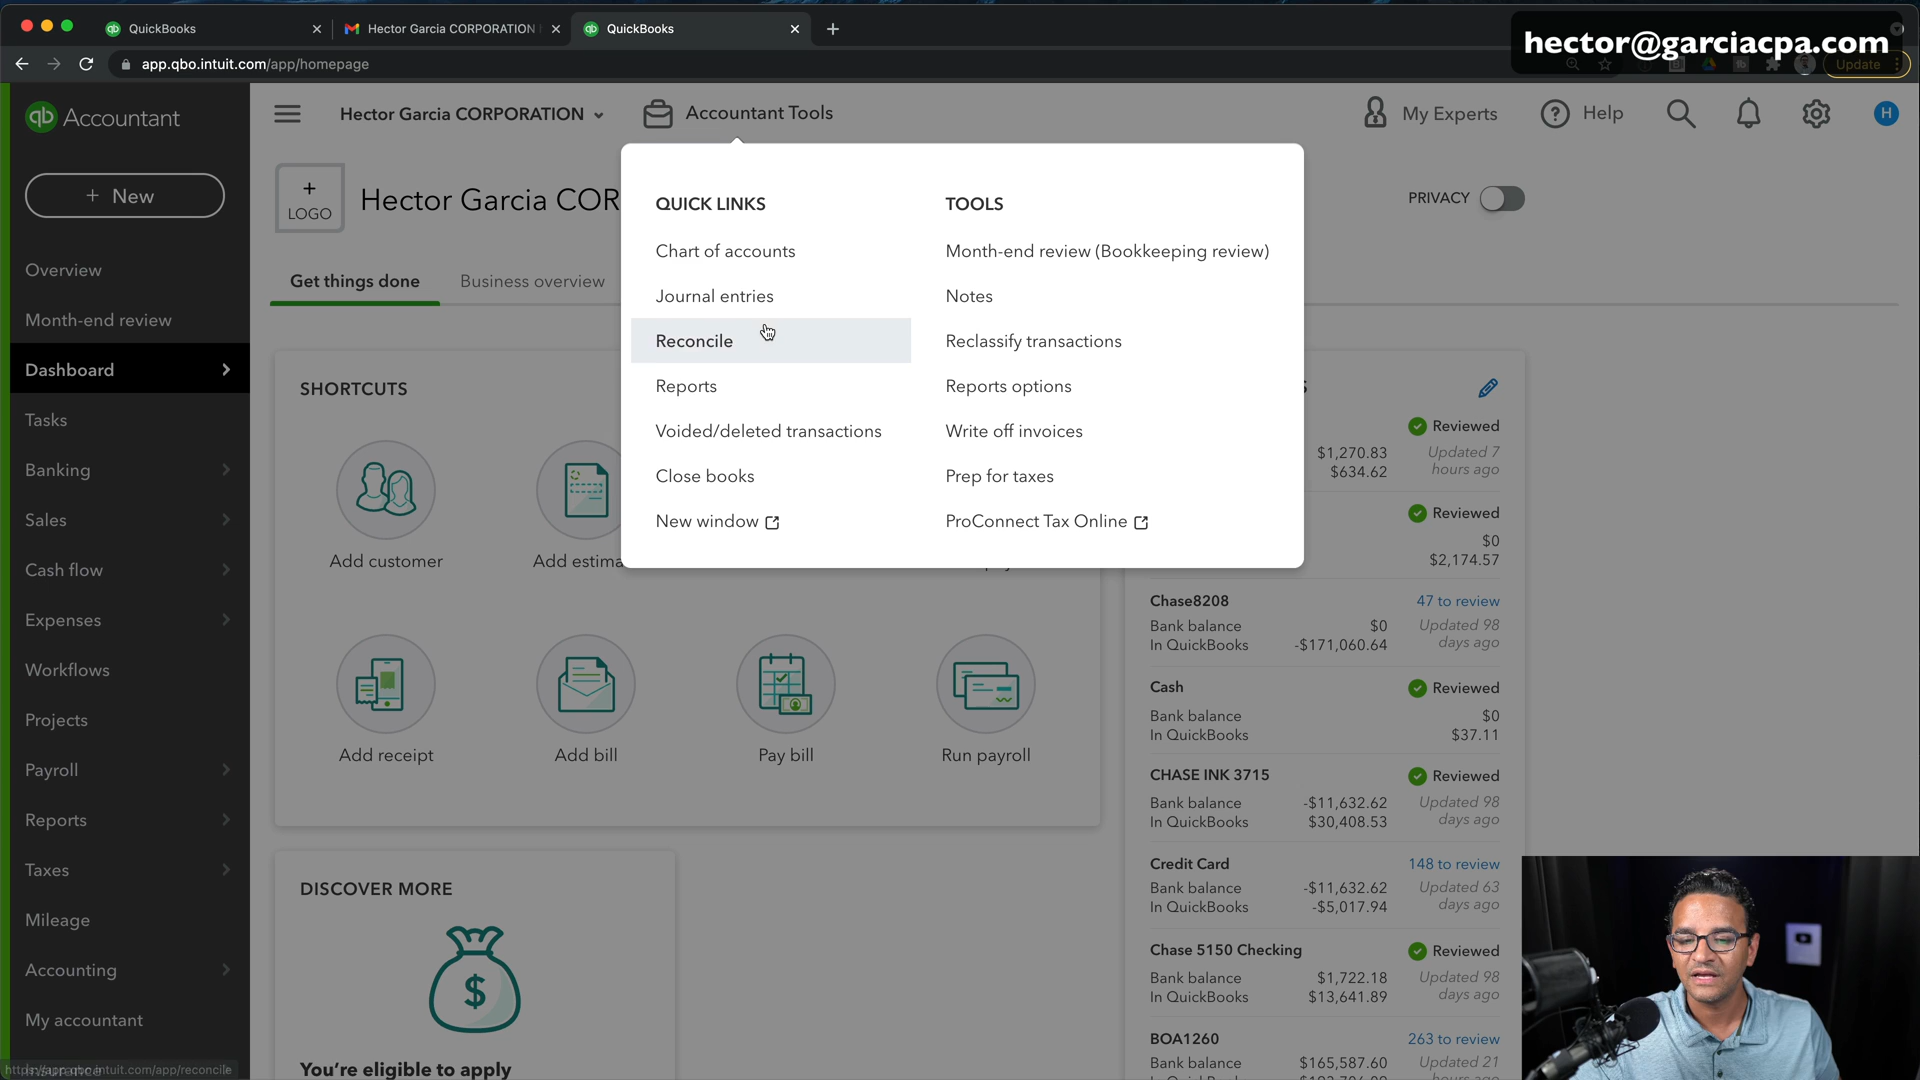 QuickBooks
Hector Garcia CORPORATION
QuickBooks
hector@garciacpa.com
app.qbo.intuit.com/app/homepage
Update
qb Accountant
Hector Garcia CORPORATION
Accountant Tools
My Experts
Help
H
+ New
+
LOGO
Hector Garcia COR
PRIVACY
Overview
Month-end review
Dashboard
Tasks
Banking
Sales
Cash flow
Expenses
Workflows
Projects
Payroll
Reports
Taxes
Mileage
Accounting
My accountant
https://app.qbo.intuit.com/app/reconcile
Get things done
Business overview
QUICK LINKS
Chart of accounts
Journal entries
Reconcile
Reports
Voided/deleted transactions
Close books
New window
TOOLS
Month-end review (Bookkeeping review)
Notes
Reclassify transactions
Reports options
Write off invoices
Prep for taxes
ProConnect Tax Online
SHORTCUTS
Add customer
Add estima
Add receipt
Add bill
Pay bill
Run payroll
DISCOVER MORE
$
You're eligible to apply
Reviewed
$1,270.83 Updated 7
$634.62 hours ago
Reviewed
$0
$2,174.57
Chase8208 47 to review
Bank balance $0 Updated 98
In QuickBooks -$171,060.64 days ago
Cash Reviewed
Bank balance $0
In QuickBooks $37.11
CHASE INK 3715 Reviewed
Bank balance -$11,632.62 Updated 98
In QuickBooks $30,408.53 days ago
Credit Card 148 to review
Bank balance -$11,632.62 Updated 63
In QuickBooks -$5,017.94 days ago
Chase 5150 Checking Reviewed
Bank balance $1,722.18 Updated 98
In QuickBooks $13,641.89 days ago
BOA1260 263 to review
Bank balance $165,587.60 Updated 21